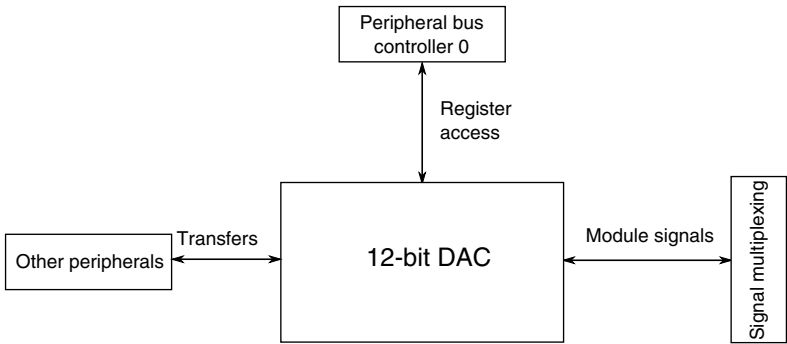 Peripheral bus
controller 0
Register
access
Transfers
Other peripherals
12-bit DAC
Module signals
Signal multiplexing